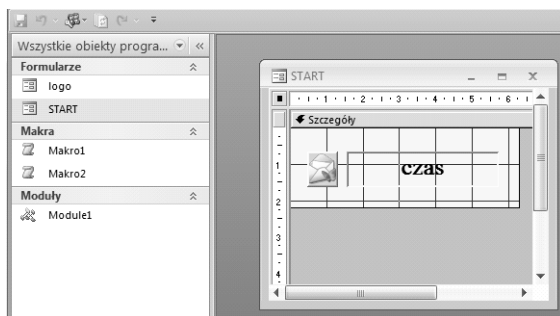 Wszystkie obiekty progra...
Formularze
logo
START
Makra
Makro1
Makro2
Moduły
Module1
START
1 2 3 4 5 6
Szczegóły
1
2
3
4
czas